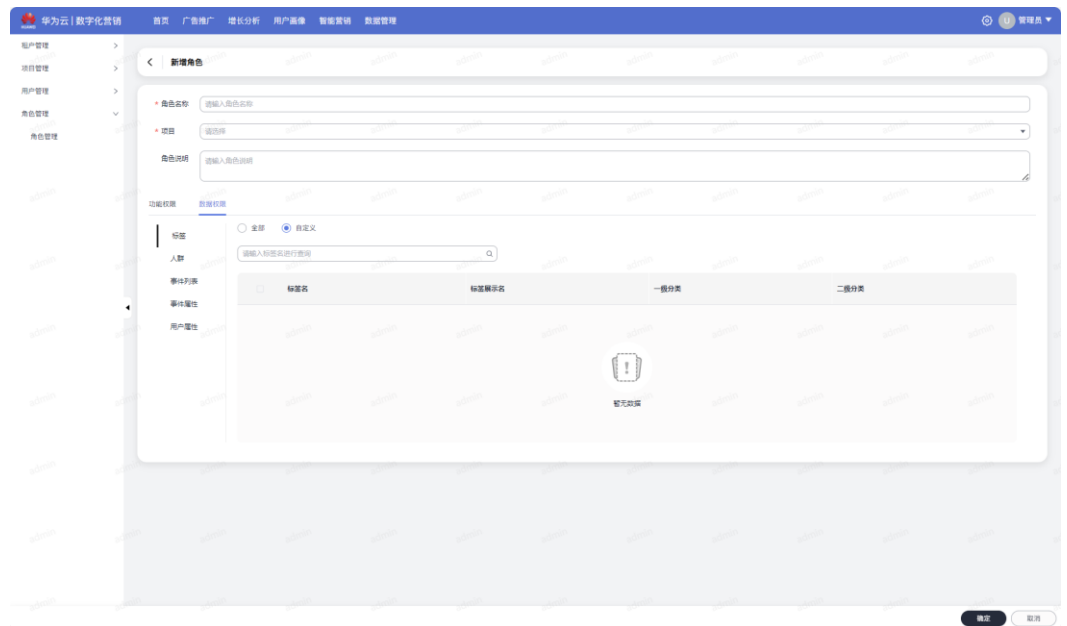 华为云 | 数字化营销 首页 广告推广 增长分析 用户画像 智能营销 数据管理 U 管理员
租户管理
项目管理
用户管理
角色管理
角色管理
新增角色
* 角色名称 请输入角色名称
* 项目 请选择
角色说明 请输入角色说明
功能权限 数据权限
标签
人群
事件列表
事件属性
用户属性
全部 自定义
请输入标签名进行查询
标签名 标签展示名 一级分类 二级分类
暂无数据
确定 取消
admin